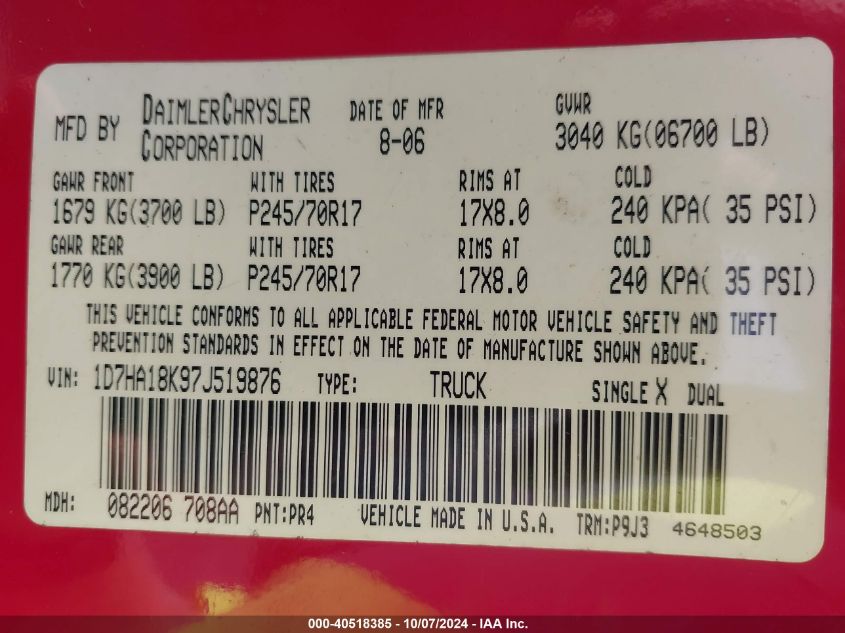 MFD BY DAIMLERCHRYSLER CORPORATION DATE OF MFR 8-06 GVWR 3040 KG(06700 LB)
GAWR FRONT WITH TIRES RIMS AT COLD
1679 KG(3700 LB) P245/70R17 17X8.0 240 KPA( 35 PSI)
GAWR REAR WITH TIRES RIMS AT COLD
1770 KG(3900 LB) P245/70R17 17X8.0 240 KPA( 35 PSI)
THIS VEHICLE CONFORMS TO ALL APPLICABLE FEDERAL MOTOR VEHICLE SAFETY AND THEFT
PREVENTION STANDARDS IN EFFECT ON THE DATE OF MANUFACTURE SHOWN ABOVE.
VIN: 1D7HA18K97J519876 TYPE: TRUCK SINGLE X DUAL
MDH: 082206 708AA PNT:PR4 VEHICLE MADE IN U.S.A. TRM:P9J3 4648503
000-40518385 - 10/07/2024 - IAA Inc.